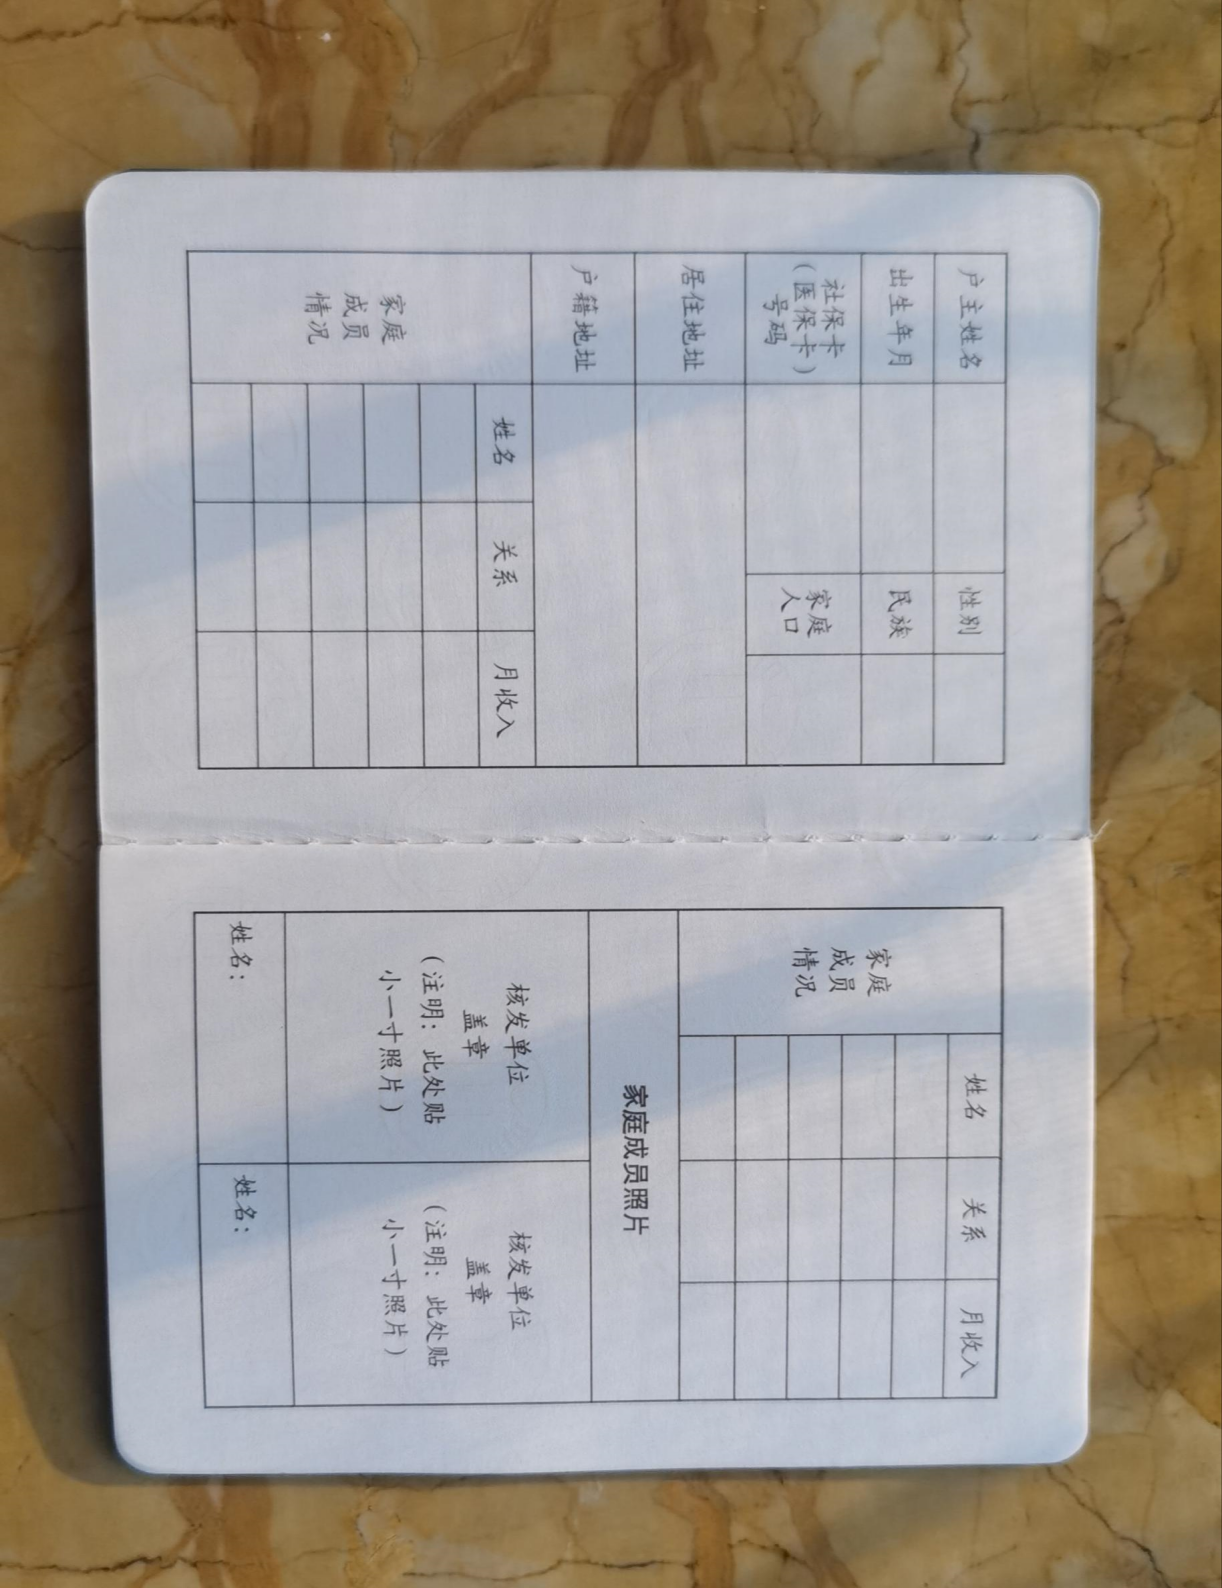 户主姓名
性别
出生年月
民族
社保卡
（医保卡）
号码
家庭
人口
居住地址
户籍地址
家庭
成员
情况
姓名
关系
月收入
家庭
成员
情况
姓名
关系
月收入
家庭成员照片
核发单位
盖章
（注明：此处贴
小一寸照片）
核发单位
盖章
（注明：此处贴
小一寸照片）
姓名：
姓名：